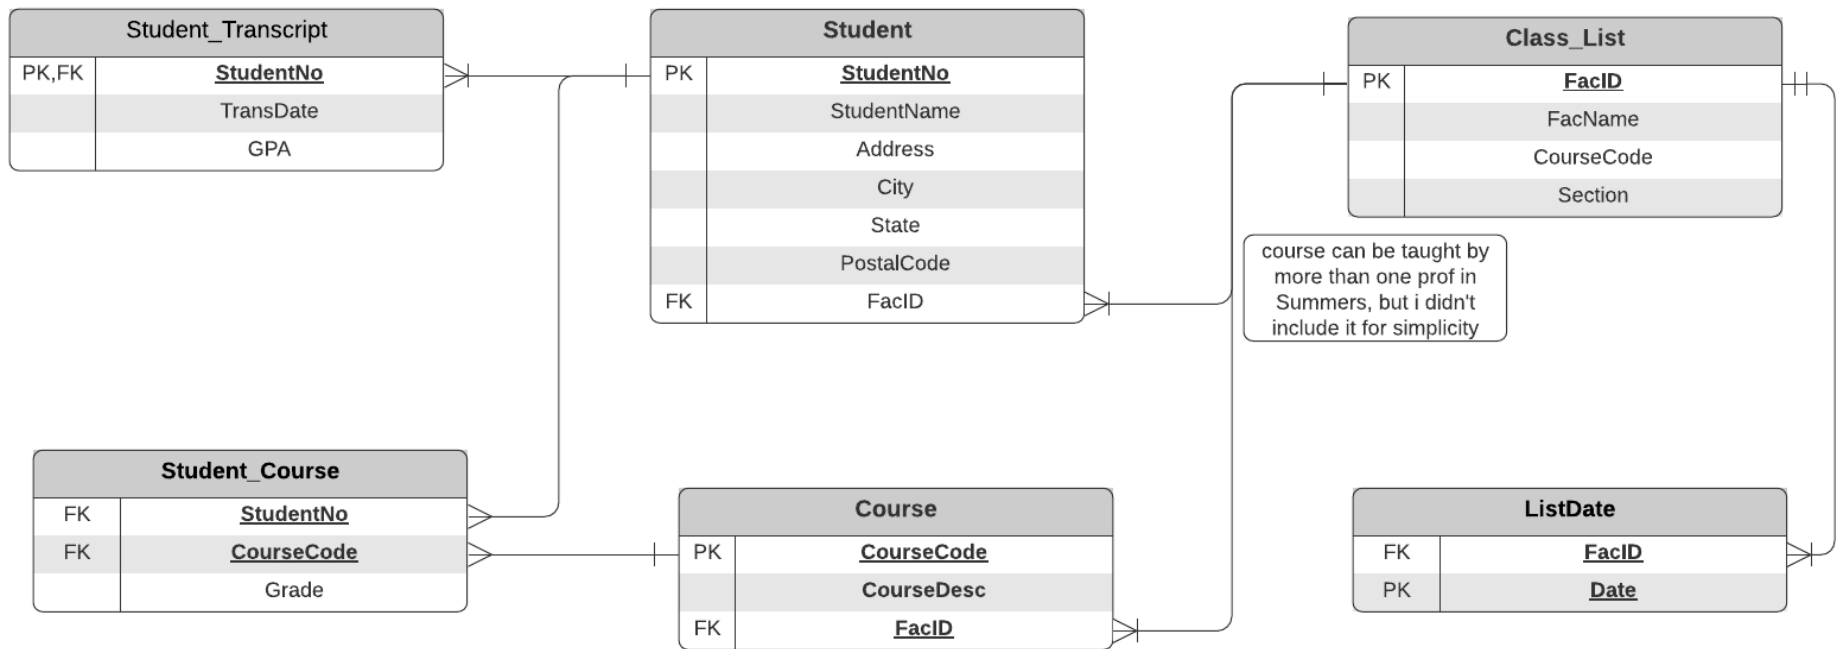 Student_Transcript
PK,FK StudentNo
TransDate
GPA
Student
PK StudentNo
StudentName
Address
City
State
PostalCode
FK FacID
Class_List
PK FacID
FacName
CourseCode
Section
course can be taught by
more than one prof in
Summers, but i didn't
include it for simplicity
Student_Course
FK StudentNo
FK CourseCode
Grade
Course
PK CourseCode
CourseDesc
FK FacID
ListDate
FK FacID
PK Date